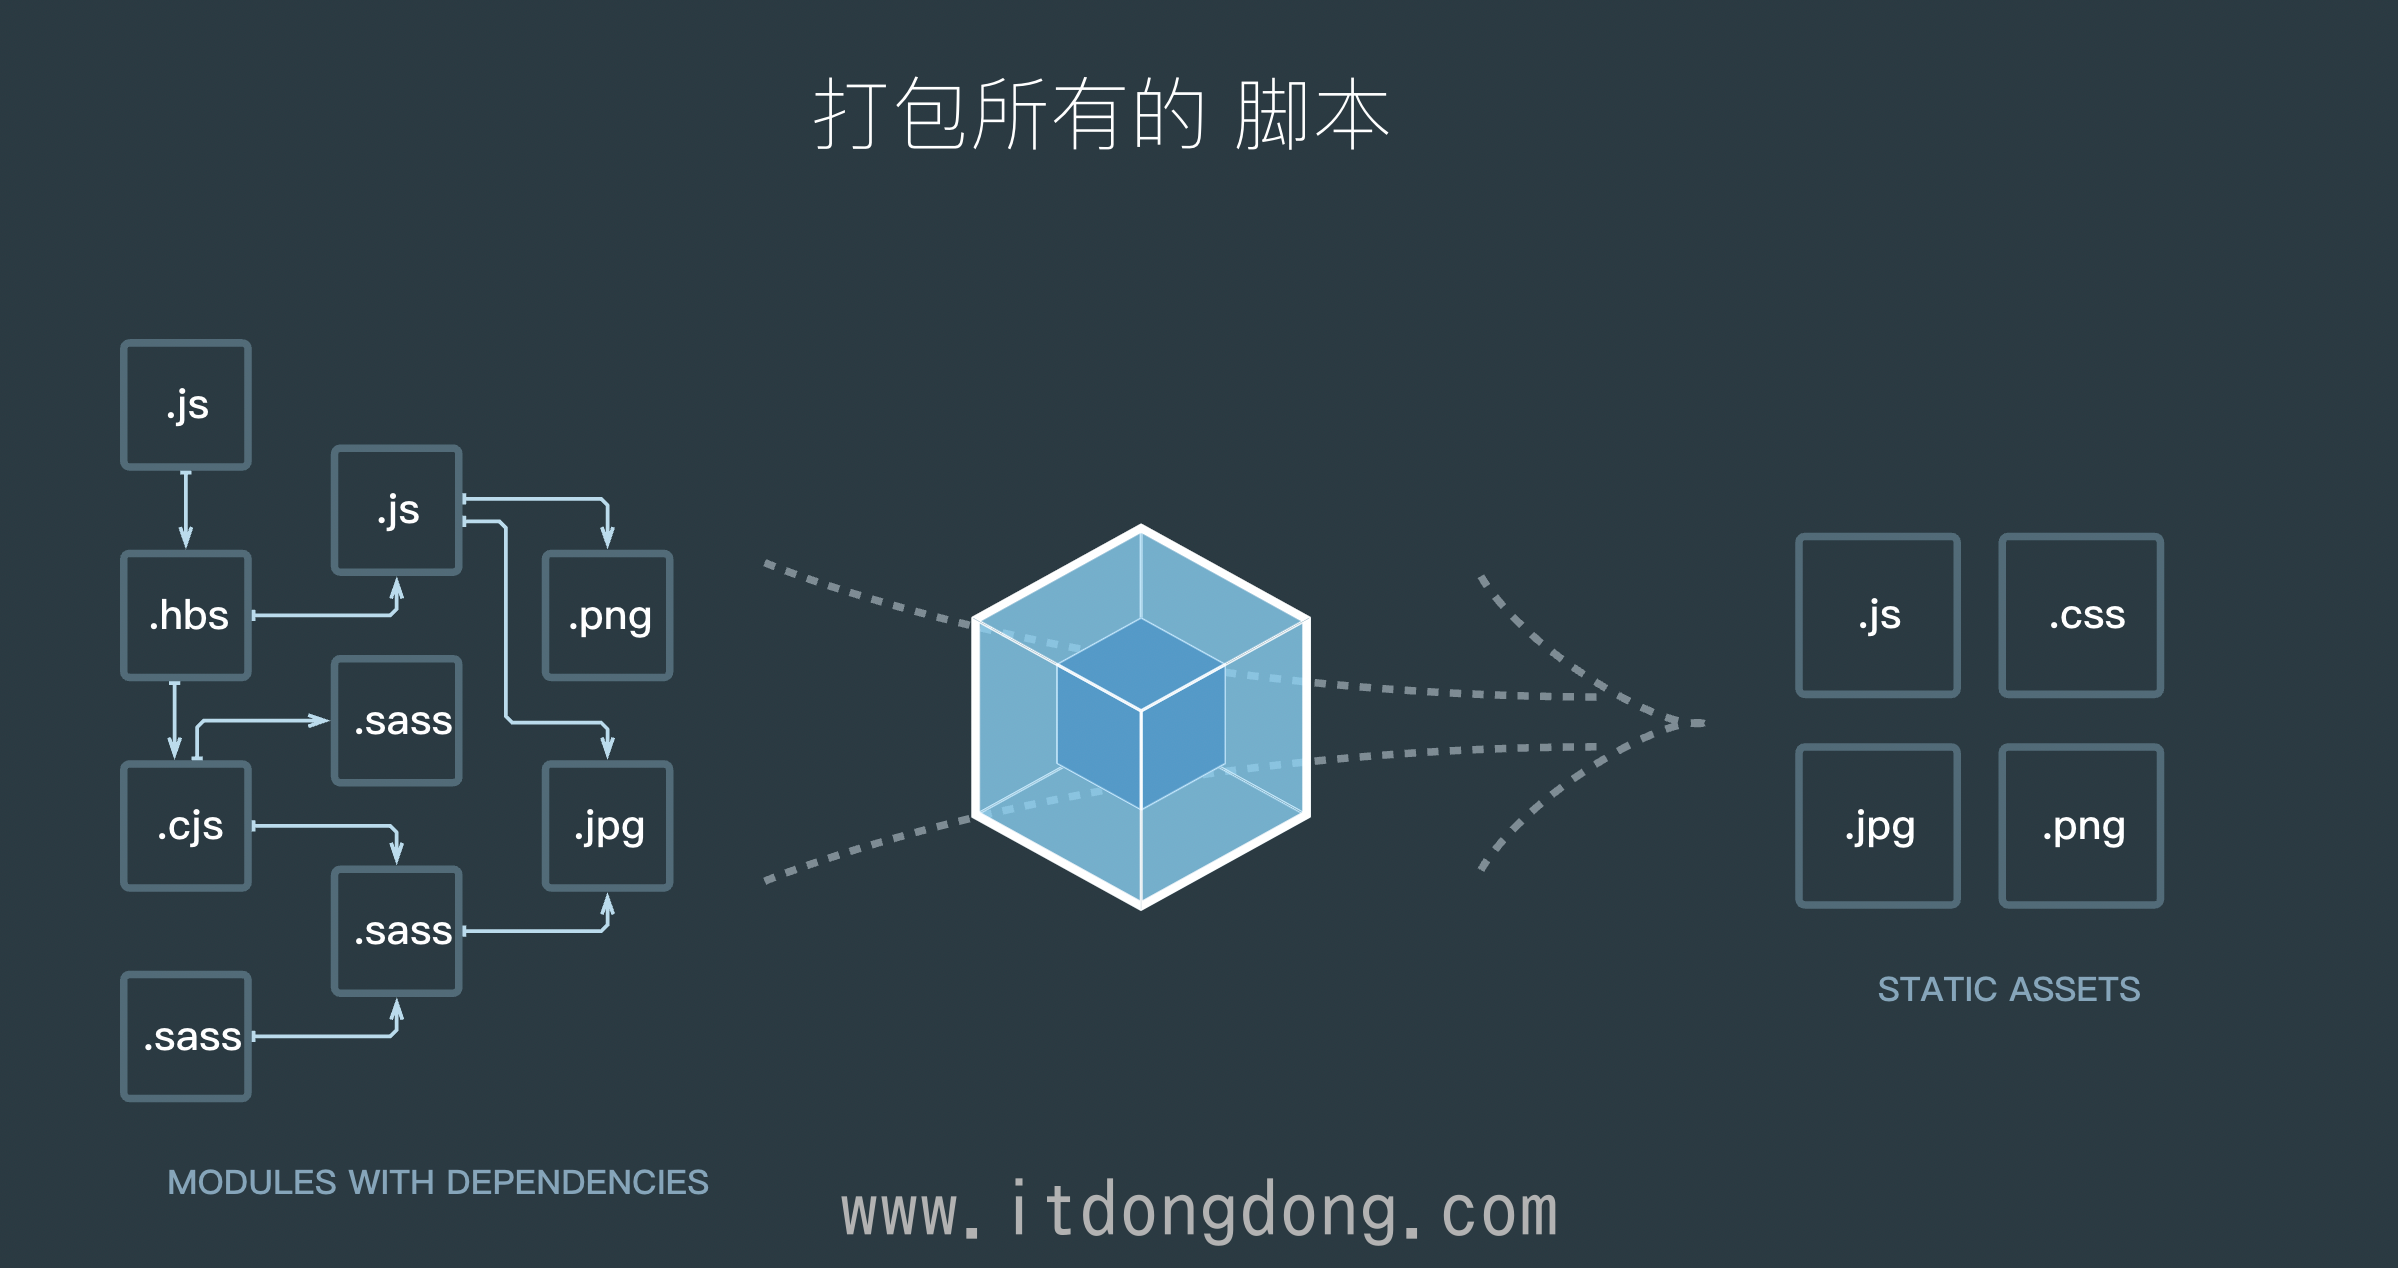 打包所有的 脚本
.js
.js
.hbs
.png
.sass
.cjs
.jpg
.sass
.sass
MODULES WITH DEPENDENCIES
.js
.css
.jpg
.png
STATIC ASSETS
www.itdongdong.com